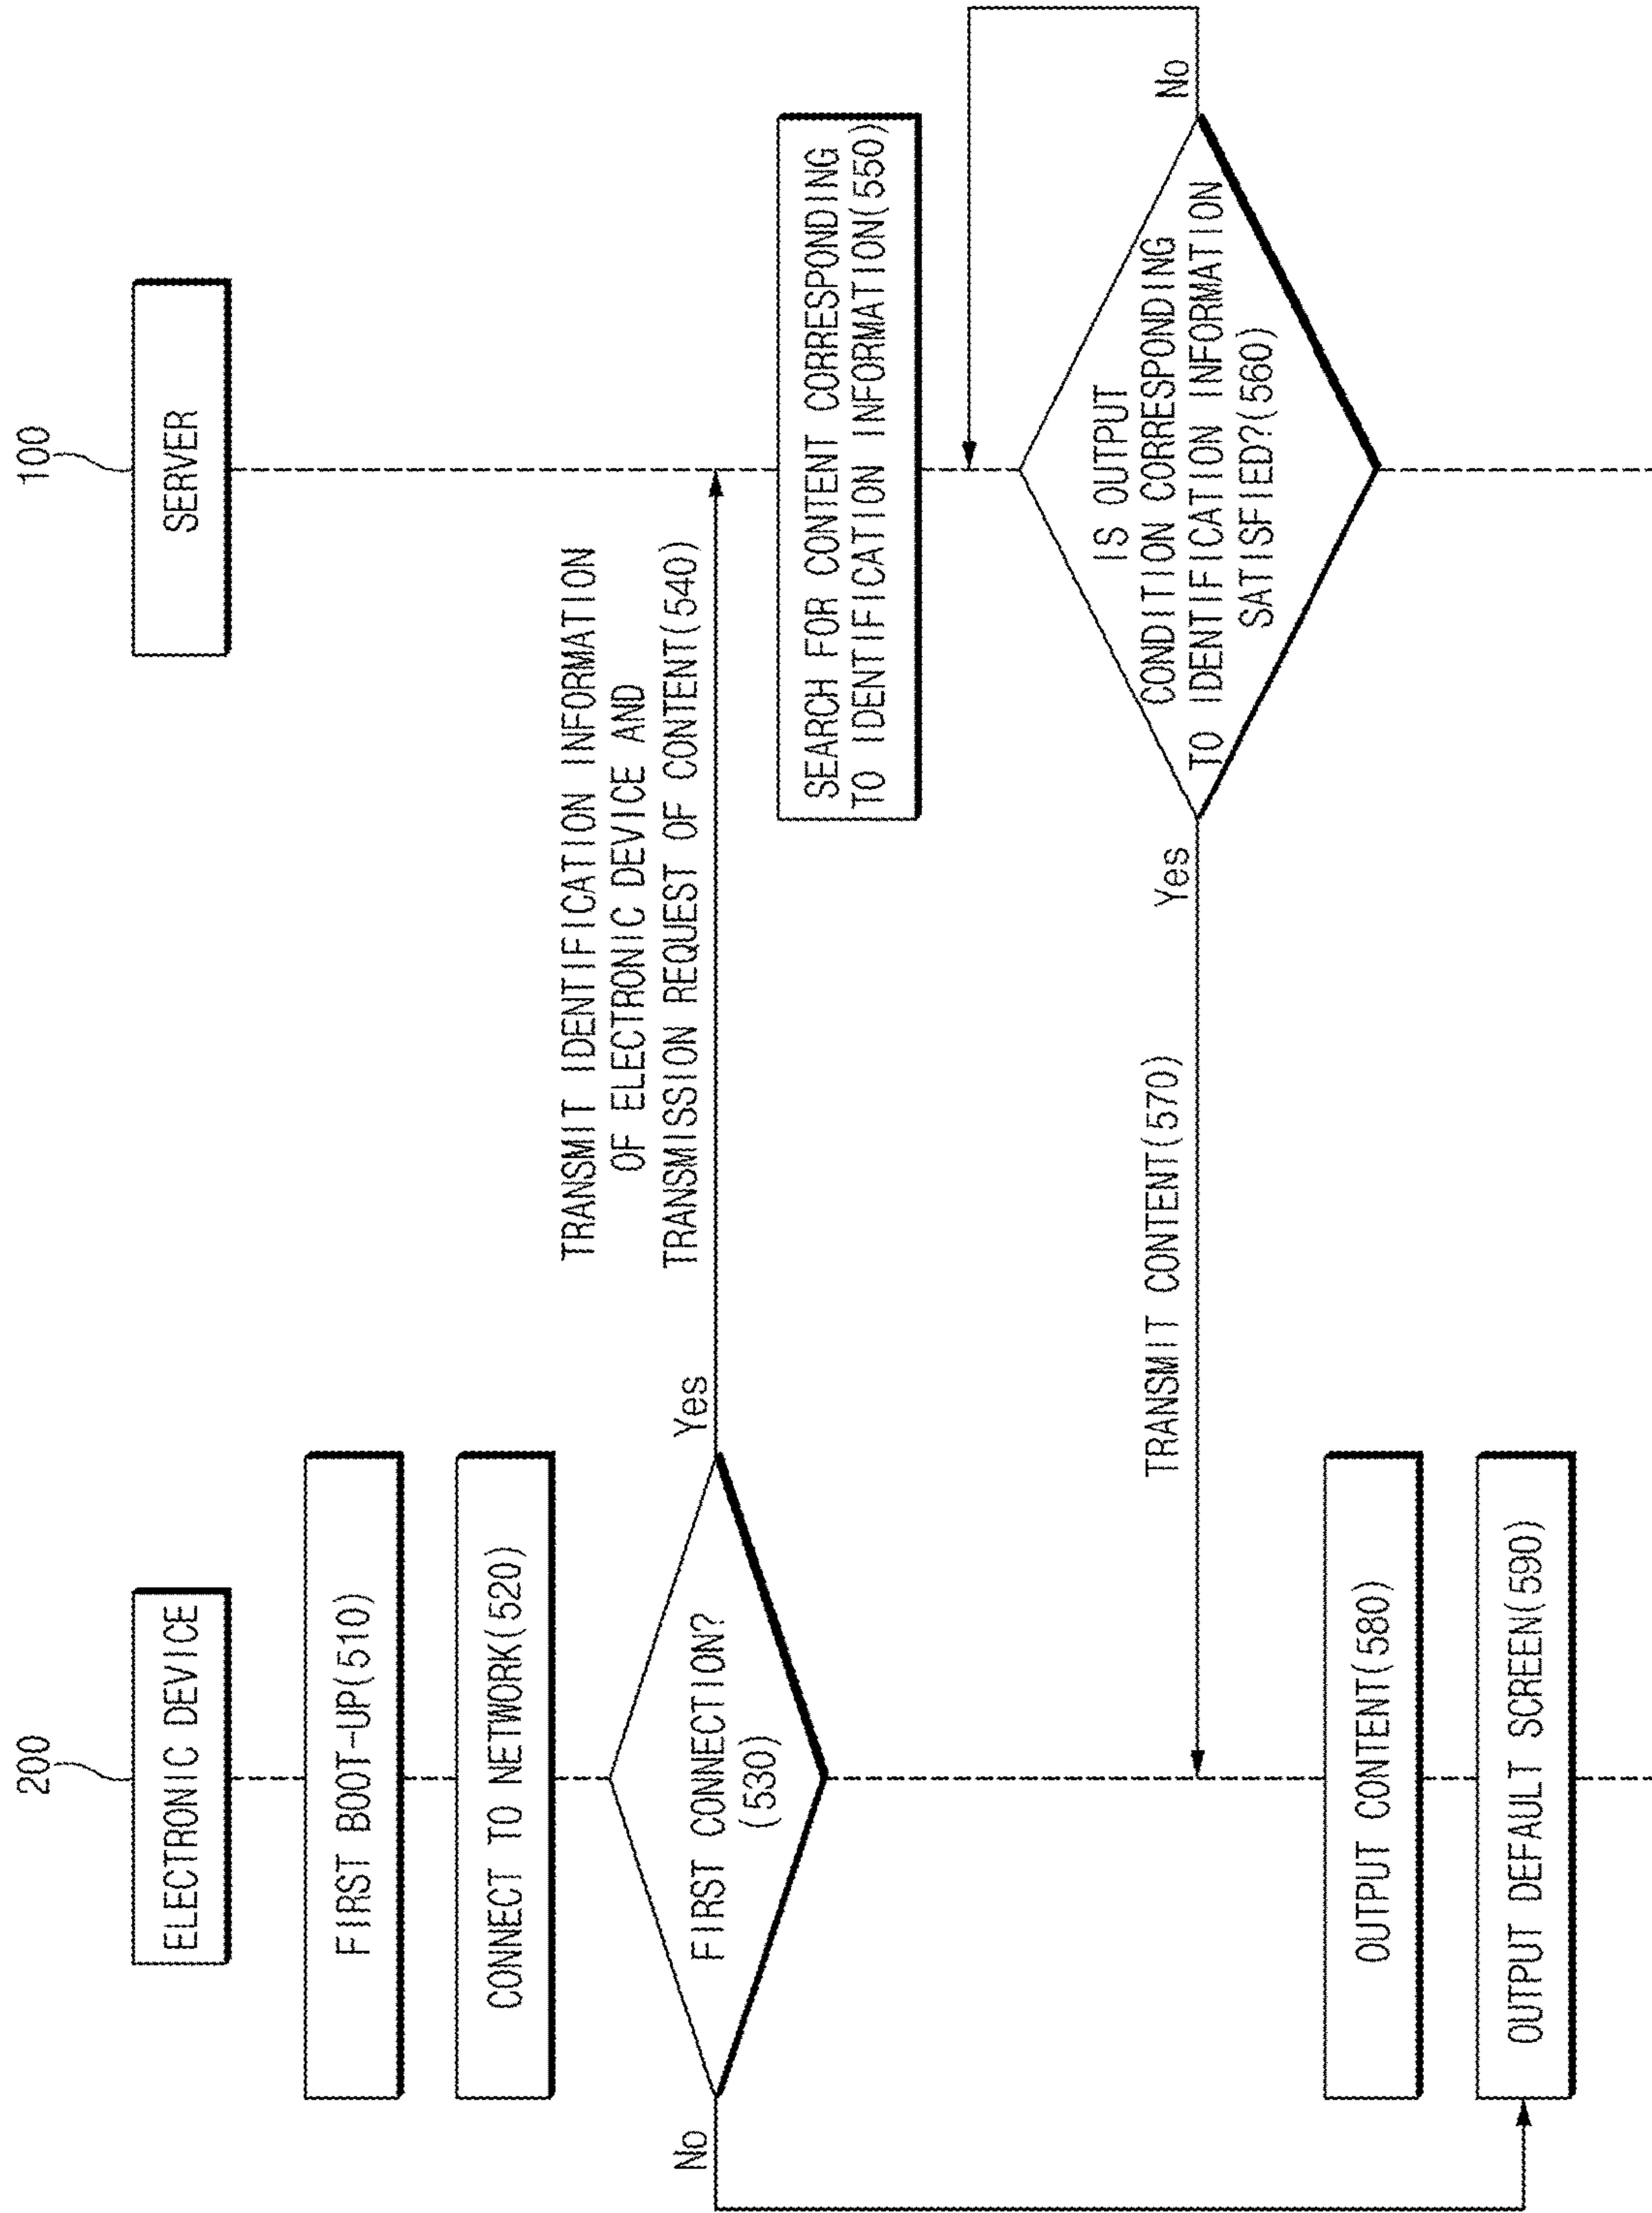 200
100
ELECTRONIC DEVICE
SERVER
FIRST BOOT-UP(510)
CONNECT TO NETWORK(520)
FIRST CONNECTION?
(530)
No
Yes
TRANSMIT IDENTIFICATION INFORMATION
OF ELECTRONIC DEVICE AND
TRANSMISSION REQUEST OF CONTENT(540)
SEARCH FOR CONTENT CORRESPONDING
TO IDENTIFICATION INFORMATION(550)
IS OUTPUT
CONDITION CORRESPONDING
TO IDENTIFICATION INFORMATION
SATISFIED?(560)
Yes
No
TRANSMIT CONTENT(570)
OUTPUT CONTENT(580)
OUTPUT DEFAULT SCREEN(590)